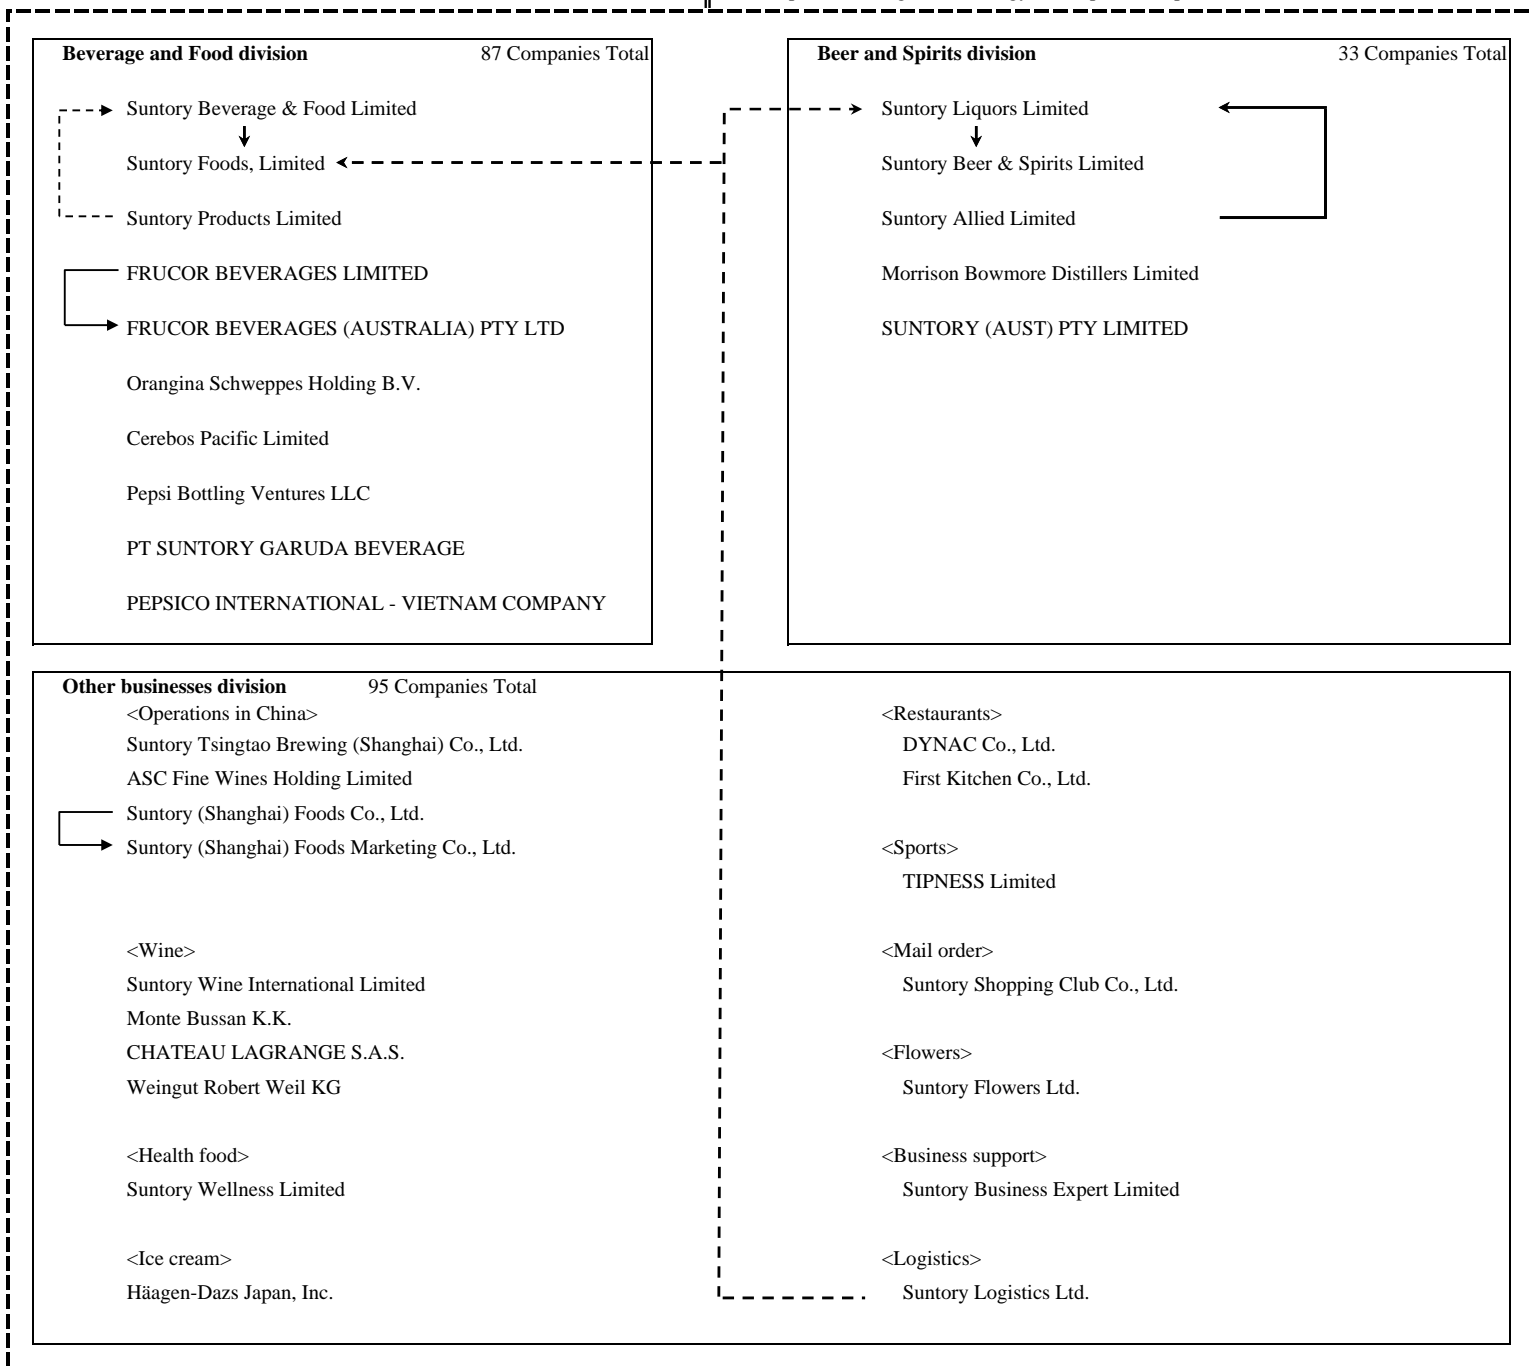 Beverage and Food division 87 Companies Total
Suntory Beverage & Food Limited
Suntory Foods, Limited
Suntory Products Limited
FRUCOR BEVERAGES LIMITED
FRUCOR BEVERAGES (AUSTRALIA) PTY LTD
Orangina Schweppes Holding B.V.
Cerebos Pacific Limited
Pepsi Bottling Ventures LLC
PT SUNTORY GARUDA BEVERAGE
PEPSICO INTERNATIONAL - VIETNAM COMPANY
Beer and Spirits division 33 Companies Total
Suntory Liquors Limited
Suntory Beer & Spirits Limited
Suntory Allied Limited
Morrison Bowmore Distillers Limited
SUNTORY (AUST) PTY LIMITED
Other businesses division 95 Companies Total
<Operations in China>
Suntory Tsingtao Brewing (Shanghai) Co., Ltd.
ASC Fine Wines Holding Limited
Suntory (Shanghai) Foods Co., Ltd.
Suntory (Shanghai) Foods Marketing Co., Ltd.
<Wine>
Suntory Wine International Limited
Monte Bussan K.K.
CHATEAU LAGRANGE S.A.S.
Weingut Robert Weil KG
<Health food>
Suntory Wellness Limited
<Ice cream>
Häagen-Dazs Japan, Inc.
<Restaurants>
DYNAC Co., Ltd.
First Kitchen Co., Ltd.
<Sports>
TIPNESS Limited
<Mail order>
Suntory Shopping Club Co., Ltd.
<Flowers>
Suntory Flowers Ltd.
<Business support>
Suntory Business Expert Limited
<Logistics>
Suntory Logistics Ltd.